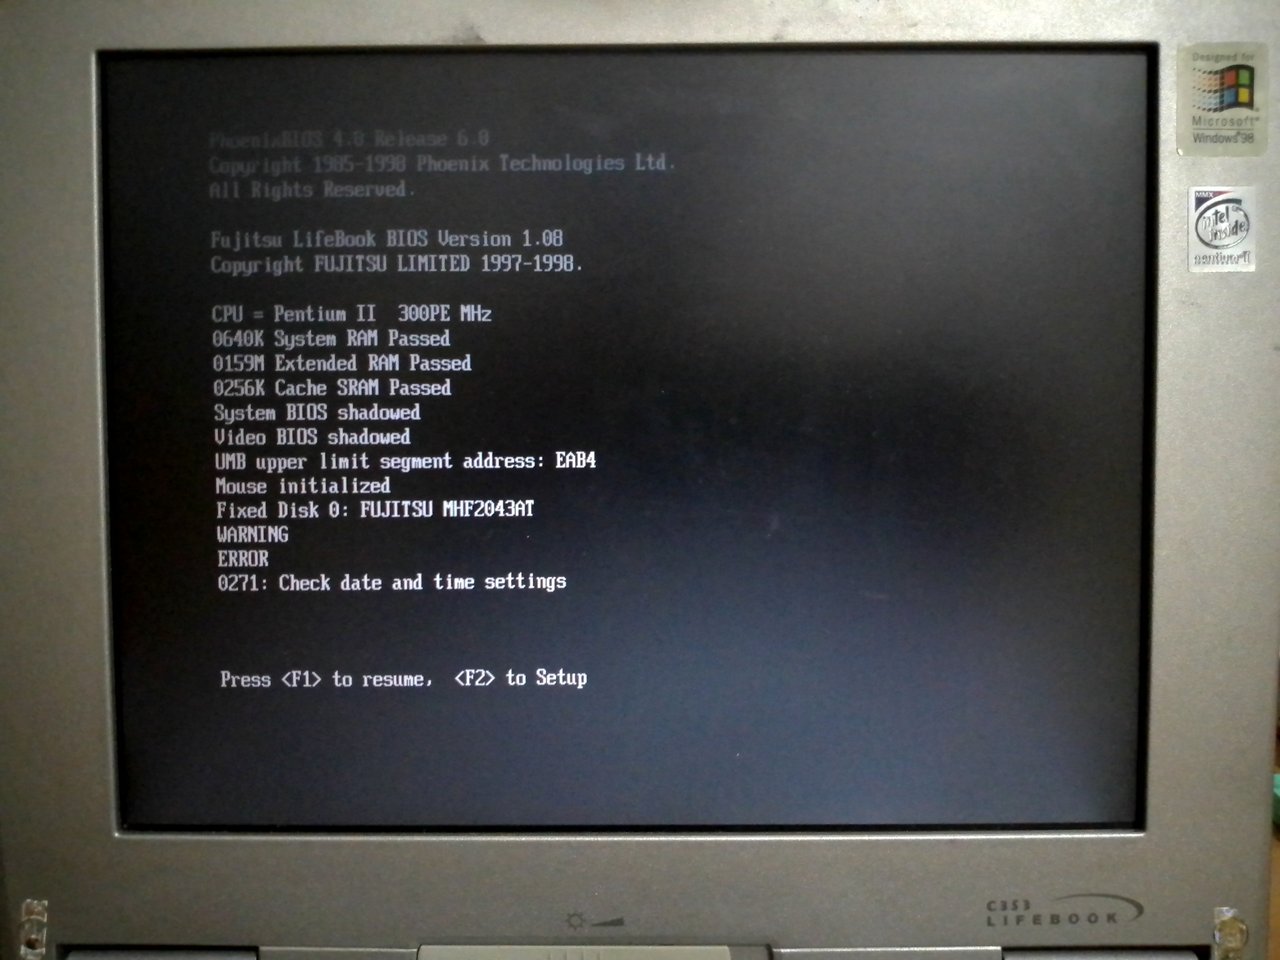 PhoenixBIOS 4.0 Release 6.0
Copyright 1985-1998 Phoenix Technologies Ltd.
All Rights Reserved.
Fujitsu LifeBook BIOS Version 1.08
Copyright FUJITSU LIMITED 1997-1998.
CPU = Pentium II  300PE MHz
0640K System RAM Passed
0159M Extended RAM Passed
0256K Cache SRAM Passed
System BIOS shadowed
Video BIOS shadowed
UMB upper limit segment address: EAB4
Mouse initialized
Fixed Disk 0: FUJITSU MHF2043AT
WARNING
ERROR
0271: Check date and time settings
Press <F1> to resume,  <F2> to Setup
Designed for
Microsoft®
Windows®98
MMX
intel
inside
pentium II
C353
LIFEBOOK